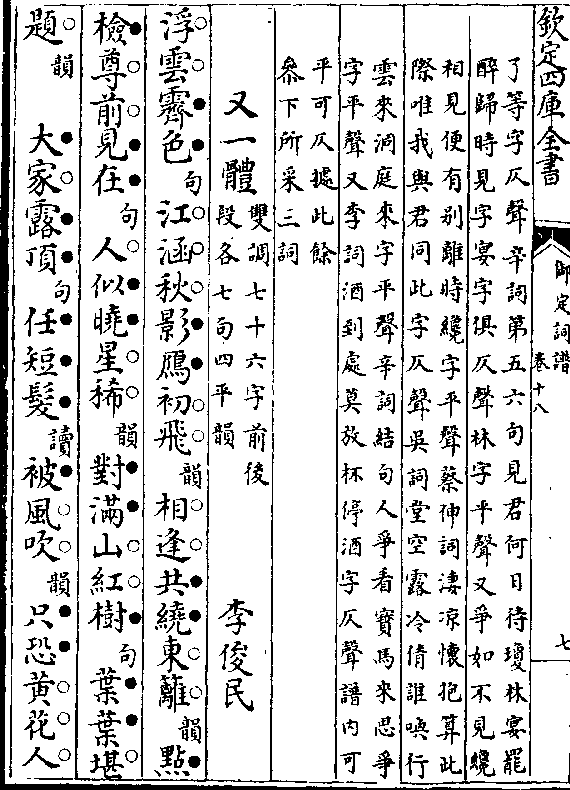 欽定四庫全書
御定詞譜
卷十八
七
了等字仄聲辛詞第五六句見君何日待瓊林宴罷
醉歸時見字宴字俱仄聲林字平聲又爭如不見纔
相見便有别離時纔字平聲蔡伸詞淒凉懷抱算此
際唯我與君同此字仄聲吳詞堂空露冷倩誰喚行
雲來洞庭來字平聲辛詞結句人爭看寶馬來思爭
字平聲又李詞酒到處莫放杯停酒字仄聲譜内可
平可仄據此餘
叅下所采三詞
又一體
雙調七十六字前後
段各七句四平韻
李俊民
浮雲霽色句江涵秋影鴈初飛韻相逢共繞東籬韻點
檢尊前見在句人似曉星稀韻對滿山紅樹句葉葉堪
題韻 大家露頂句任短髮讀被風吹韻只恐黄花人